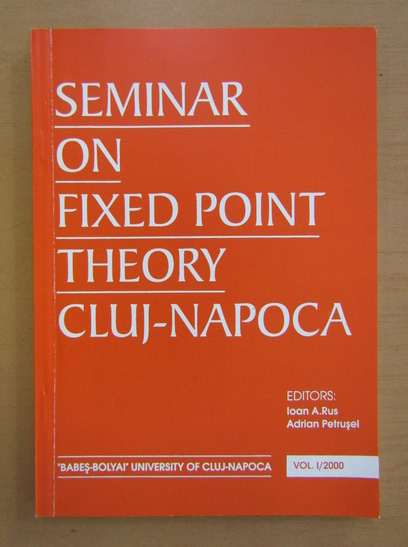 SEMINAR
ON
FIXED POINT
THEORY
CLUJ-NAPOCA
EDITORS:
Ioan A.Rus
Adrian Petruşel
"BABEŞ-BOLYAI" UNIVERSITY OF CLUJ-NAPOCA
VOL. I/2000